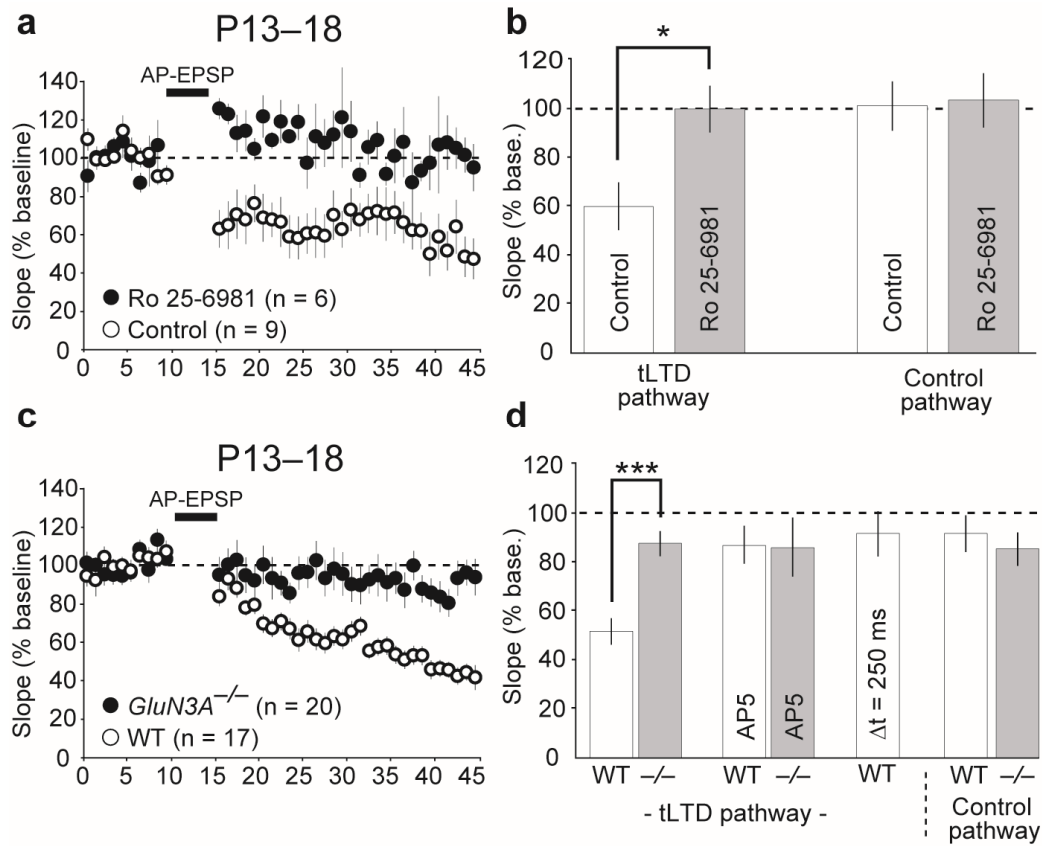 a
P13–18
AP-EPSP
Slope (% baseline)
140
120
100
80
60
40
20
0
Ro 25-6981 (n = 6)
Control (n = 9)
0 5 10 15 20 25 30 35 40 45
b
*
Slope (% base.)
120
100
80
60
40
20
0
Control
Ro 25-6981
Control
Ro 25-6981
tLTD
pathway
Control
pathway
c
P13–18
AP-EPSP
Slope (% baseline)
140
120
100
80
60
40
20
0
GluN3A–/– (n = 20)
WT (n = 17)
0 5 10 15 20 25 30 35 40 45
d
***
Slope (% base.)
120
100
80
60
40
20
0
AP5
AP5
Δt = 250 ms
WT –/– WT –/– WT WT –/–
- tLTD pathway -
Control
pathway